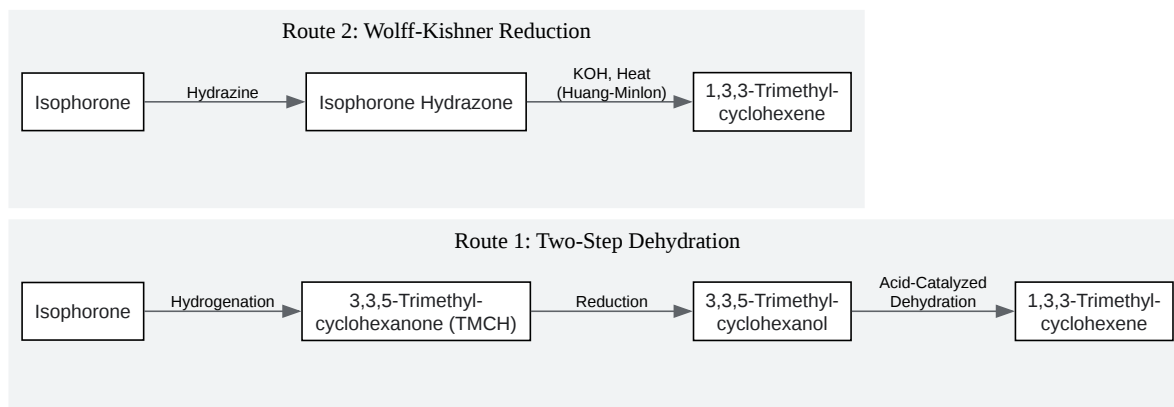 Route 2: Wolff-Kishner Reduction
Isophorone
Hydrazine
Isophorone Hydrazone
KOH, Heat
(Huang-Minlon)
1,3,3-Trimethyl-
cyclohexene
Route 1: Two-Step Dehydration
Isophorone
Hydrogenation
3,3,5-Trimethyl-
cyclohexanone (TMCH)
Reduction
3,3,5-Trimethyl-
cyclohexanol
Acid-Catalyzed
Dehydration
1,3,3-Trimethyl-
cyclohexene